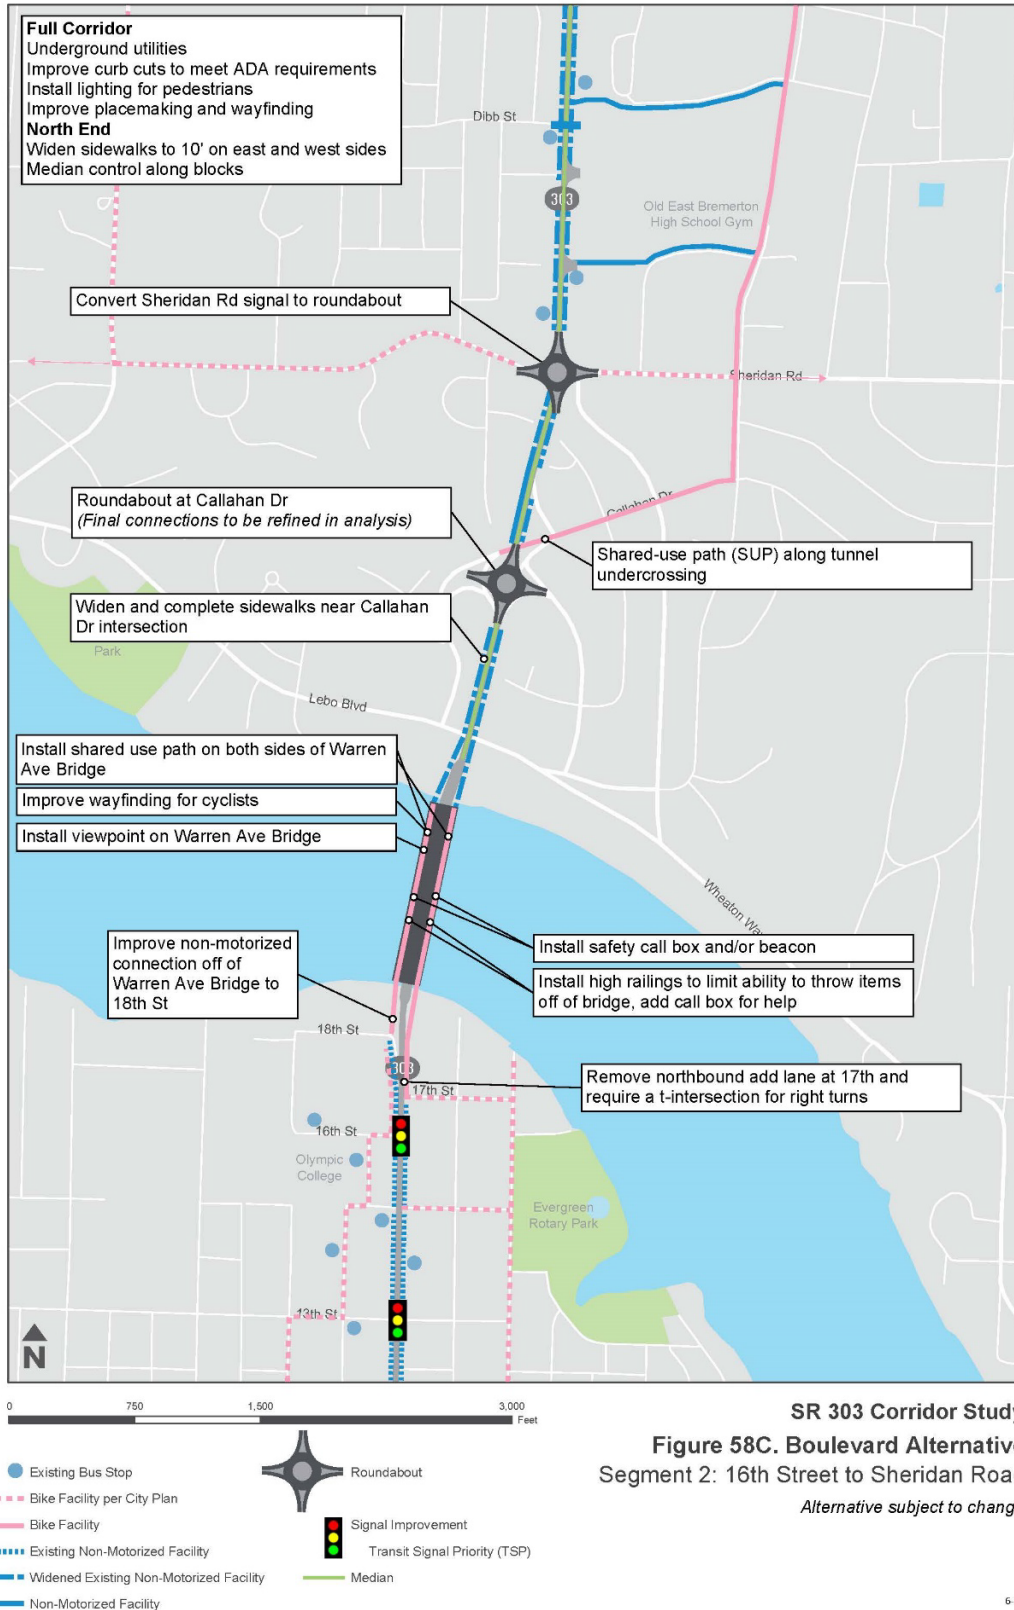 Full Corridor
Underground utilities
Improve curb cuts to meet ADA requirements
Install lighting for pedestrians
Improve placemaking and wayfinding
North End
Widen sidewalks to 10' on east and west sides
Median control along blocks
Dibb St
303
Old East Bremerton
High School Gym
Convert Sheridan Rd signal to roundabout
Sheridan Rd
Roundabout at Callahan Dr
(Final connections to be refined in analysis)
Callahan Dr
Shared-use path (SUP) along tunnel
undercrossing
Widen and complete sidewalks near Callahan
Dr intersection
Park
Lebo Blvd
Install shared use path on both sides of Warren
Ave Bridge
Improve wayfinding for cyclists
Install viewpoint on Warren Ave Bridge
Wheaton Way
Improve non-motorized
connection off of
Warren Ave Bridge to
18th St
Install safety call box and/or beacon
Install high railings to limit ability to throw items
off of bridge, add call box for help
18th St
303
17th St
Remove northbound add lane at 17th and
require a t-intersection for right turns
16th St
Olympic
College
Evergreen
Rotary Park
13th St
N
0 750 1,500 3,000
Feet
SR 303 Corridor Study
Figure 58C. Boulevard Alternative
Segment 2: 16th Street to Sheridan Roa
Alternative subject to chang
Existing Bus Stop
Bike Facility per City Plan
Bike Facility
Existing Non-Motorized Facility
Widened Existing Non-Motorized Facility
Non-Motorized Facility
Roundabout
Signal Improvement
Transit Signal Priority (TSP)
Median
6-